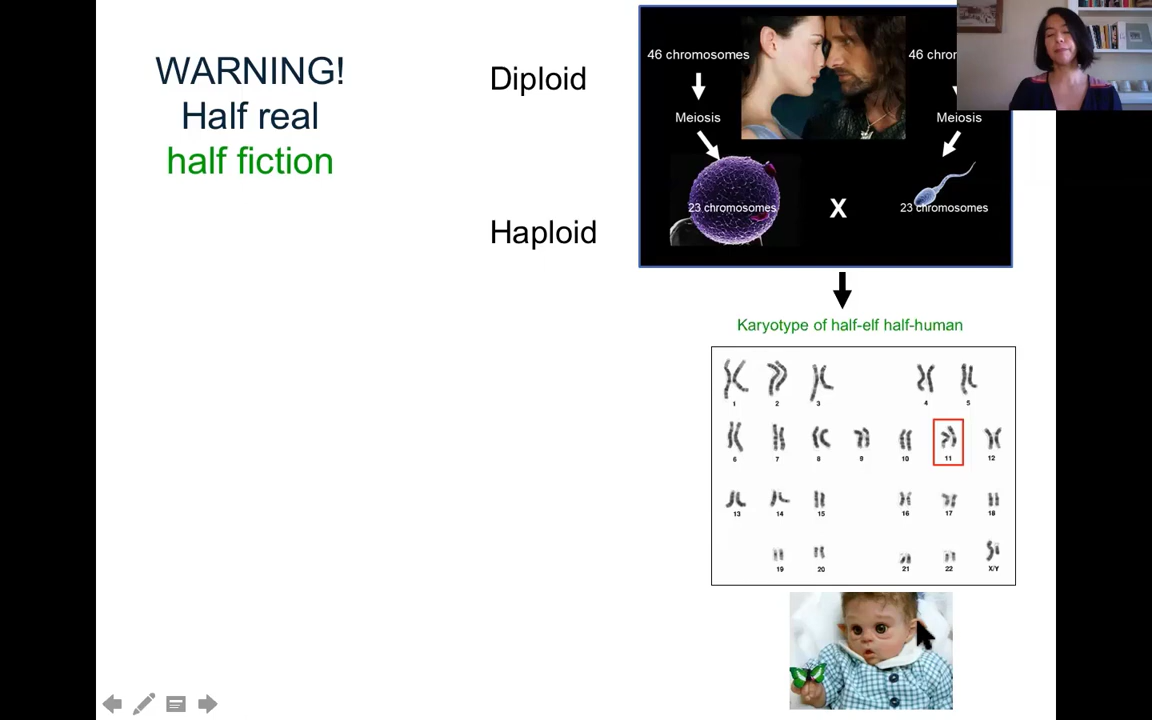 WARNING!
Half real
half fiction
Diploid
Haploid
46 chromosomes
46 chrom
Meiosis
Meiosis
23 chromosomes
X
23 chromosomes
Karyotype of half-elf half-human
1 2 3 4 5
6 7 8 9 10 11 12
13 14 15 16 17 18
19 20 21 22 X/Y